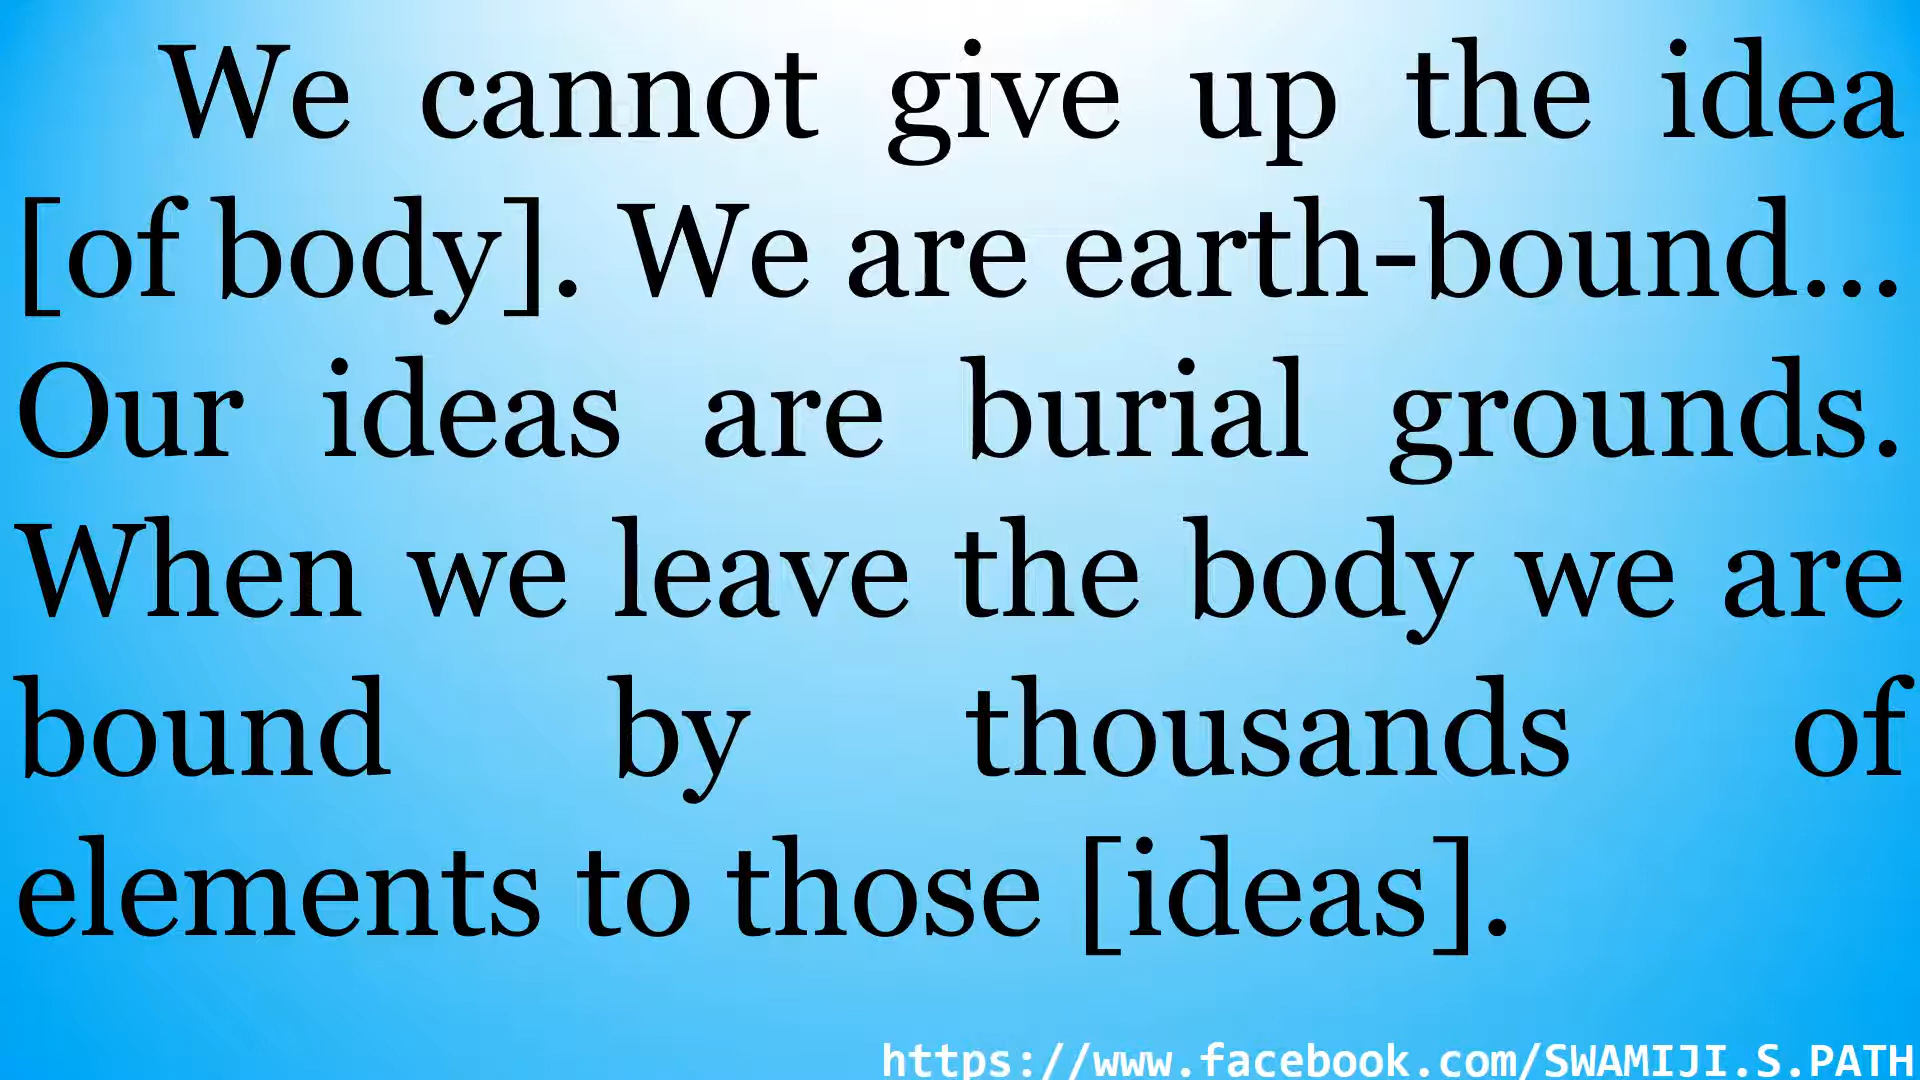 We cannot give up the idea
[of body]. We are earth-bound...
Our ideas are burial grounds.
When we leave the body we are
bound by thousands of
elements to those [ideas].
https://www.facebook.com/SWAMIJI.S.PATH